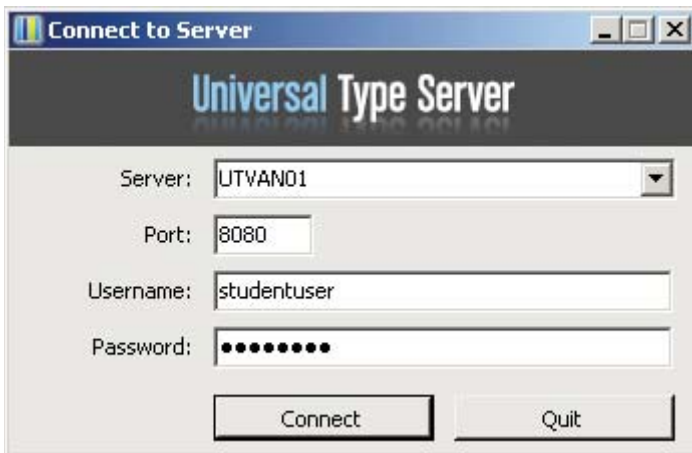 Connect to Server
Universal Type Server
Server: UTVAN01
Port: 8080
Username: studentuser
Password: ●●●●●●●●
Connect Quit